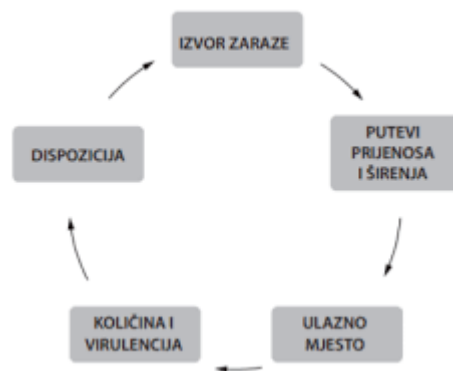 IZVOR ZARAZE
PUTEVI
PRIJENOSA
I ŠIRENJA
ULAZNO
MJESTO
KOLIČINA I
VIRULENCIJA
DISPOZICIJA